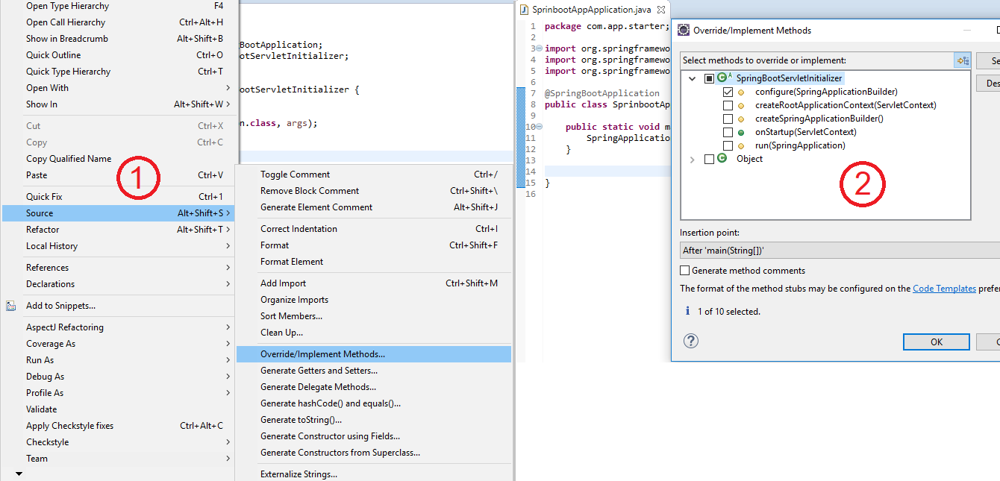 Open Type Hierarchy F4
Open Call Hierarchy Ctrl+Alt+H
Show in Breadcrumb Alt+Shift+B
Quick Outline Ctrl+O
Quick Type Hierarchy Ctrl+T
Open With
Show In Alt+Shift+W
Cut Ctrl+X
Copy Ctrl+C
Copy Qualified Name
Paste Ctrl+V
1
Quick Fix Ctrl+1
Source Alt+Shift+S
Refactor Alt+Shift+T
Local History
References
Declarations
Add to Snippets...
AspectJ Refactoring
Coverage As
Run As
Debug As
Profile As
Validate
Apply Checkstyle fixes Ctrl+Alt+C
Checkstyle
Team
BootApplication;
ootServletInitializer;
ootServletInitializer {
n.class, args);
Toggle Comment Ctrl+/
Remove Block Comment Ctrl+Shift+\
Generate Element Comment Alt+Shift+J
Correct Indentation Ctrl+I
Format Ctrl+Shift+F
Format Element
Add Import Ctrl+Shift+M
Organize Imports
Sort Members...
Clean Up...
Override/Implement Methods...
Generate Getters and Setters...
Generate Delegate Methods...
Generate hashCode() and equals()...
Generate toString()...
Generate Constructor using Fields...
Generate Constructors from Superclass...
Externalize Strings...
SprinbootAppApplication.java
1 package com.app.starter;
2
3 import org.springframewo
4 import org.springframewo
5 import org.springframewo
6
7 @SpringBootApplication
8 public class SprinbootAp
9
10 public static void m
11 SpringApplicatio
12 }
13
14
15 }
16
Override/Implement Methods
Select methods to override or implement:
Se
Des
SpringBootServletInitializer
configure(SpringApplicationBuilder)
createRootApplicationContext(ServletContext)
createSpringApplicationBuilder()
onStartup(ServletContext)
run(SpringApplication)
Object
2
Insertion point:
After 'main(String[])'
Generate method comments
The format of the method stubs may be configured on the Code Templates prefer
1 of 10 selected.
?
OK
C